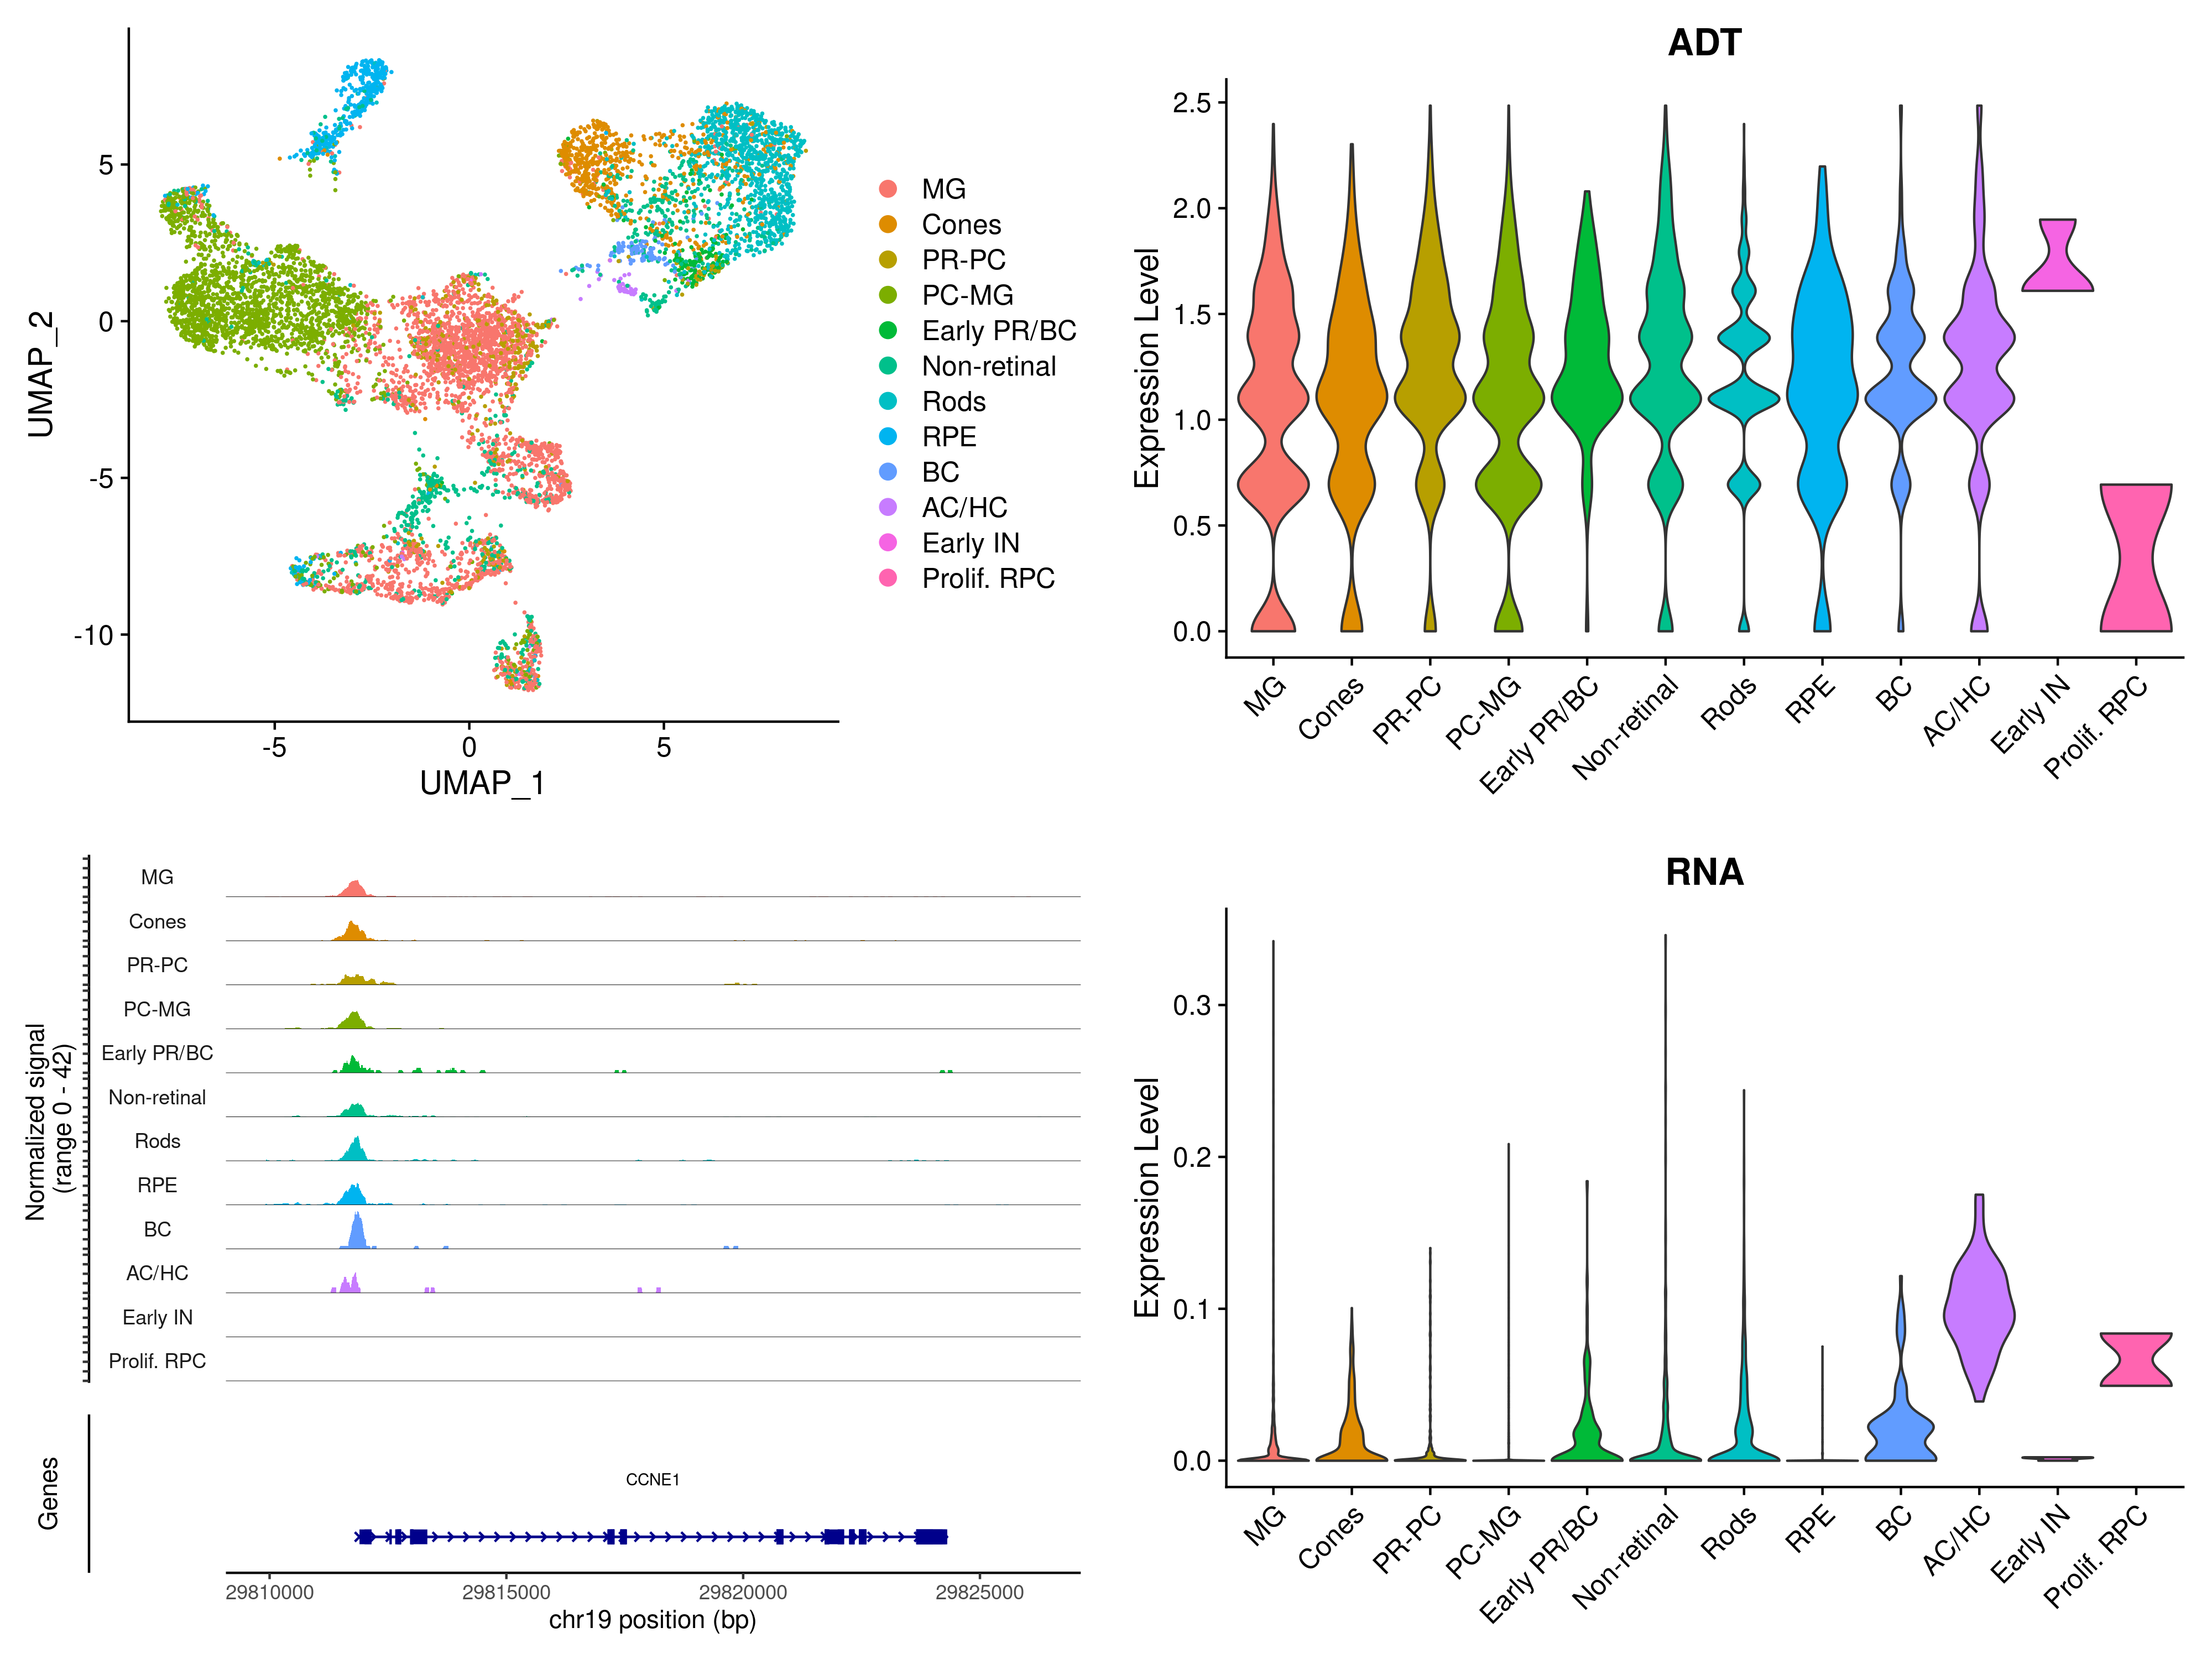 UMAP_2
5
0
-5
-10
-5
0
5
UMAP_1
MG
Cones
PR-PC
PC-MG
Early PR/BC
Non-retinal
Rods
RPE
BC
AC/HC
Early IN
Prolif. RPC
ADT
Expression Level
2.5
2.0
1.5
1.0
0.5
0.0
MG
Cones
PR-PC
PC-MG
Early PR/BC
Non-retinal
Rods
RPE
BC
AC/HC
Early IN
Prolif. RPC
Normalized signal
(range 0 - 42)
MG
Cones
PR-PC
PC-MG
Early PR/BC
Non-retinal
Rods
RPE
BC
AC/HC
Early IN
Prolif. RPC
Genes
CCNE1
29810000
29815000
29820000
29825000
chr19 position (bp)
RNA
Expression Level
0.3
0.2
0.1
0.0
MG
Cones
PR-PC
PC-MG
Early PR/BC
Non-retinal
Rods
RPE
BC
AC/HC
Early IN
Prolif. RPC